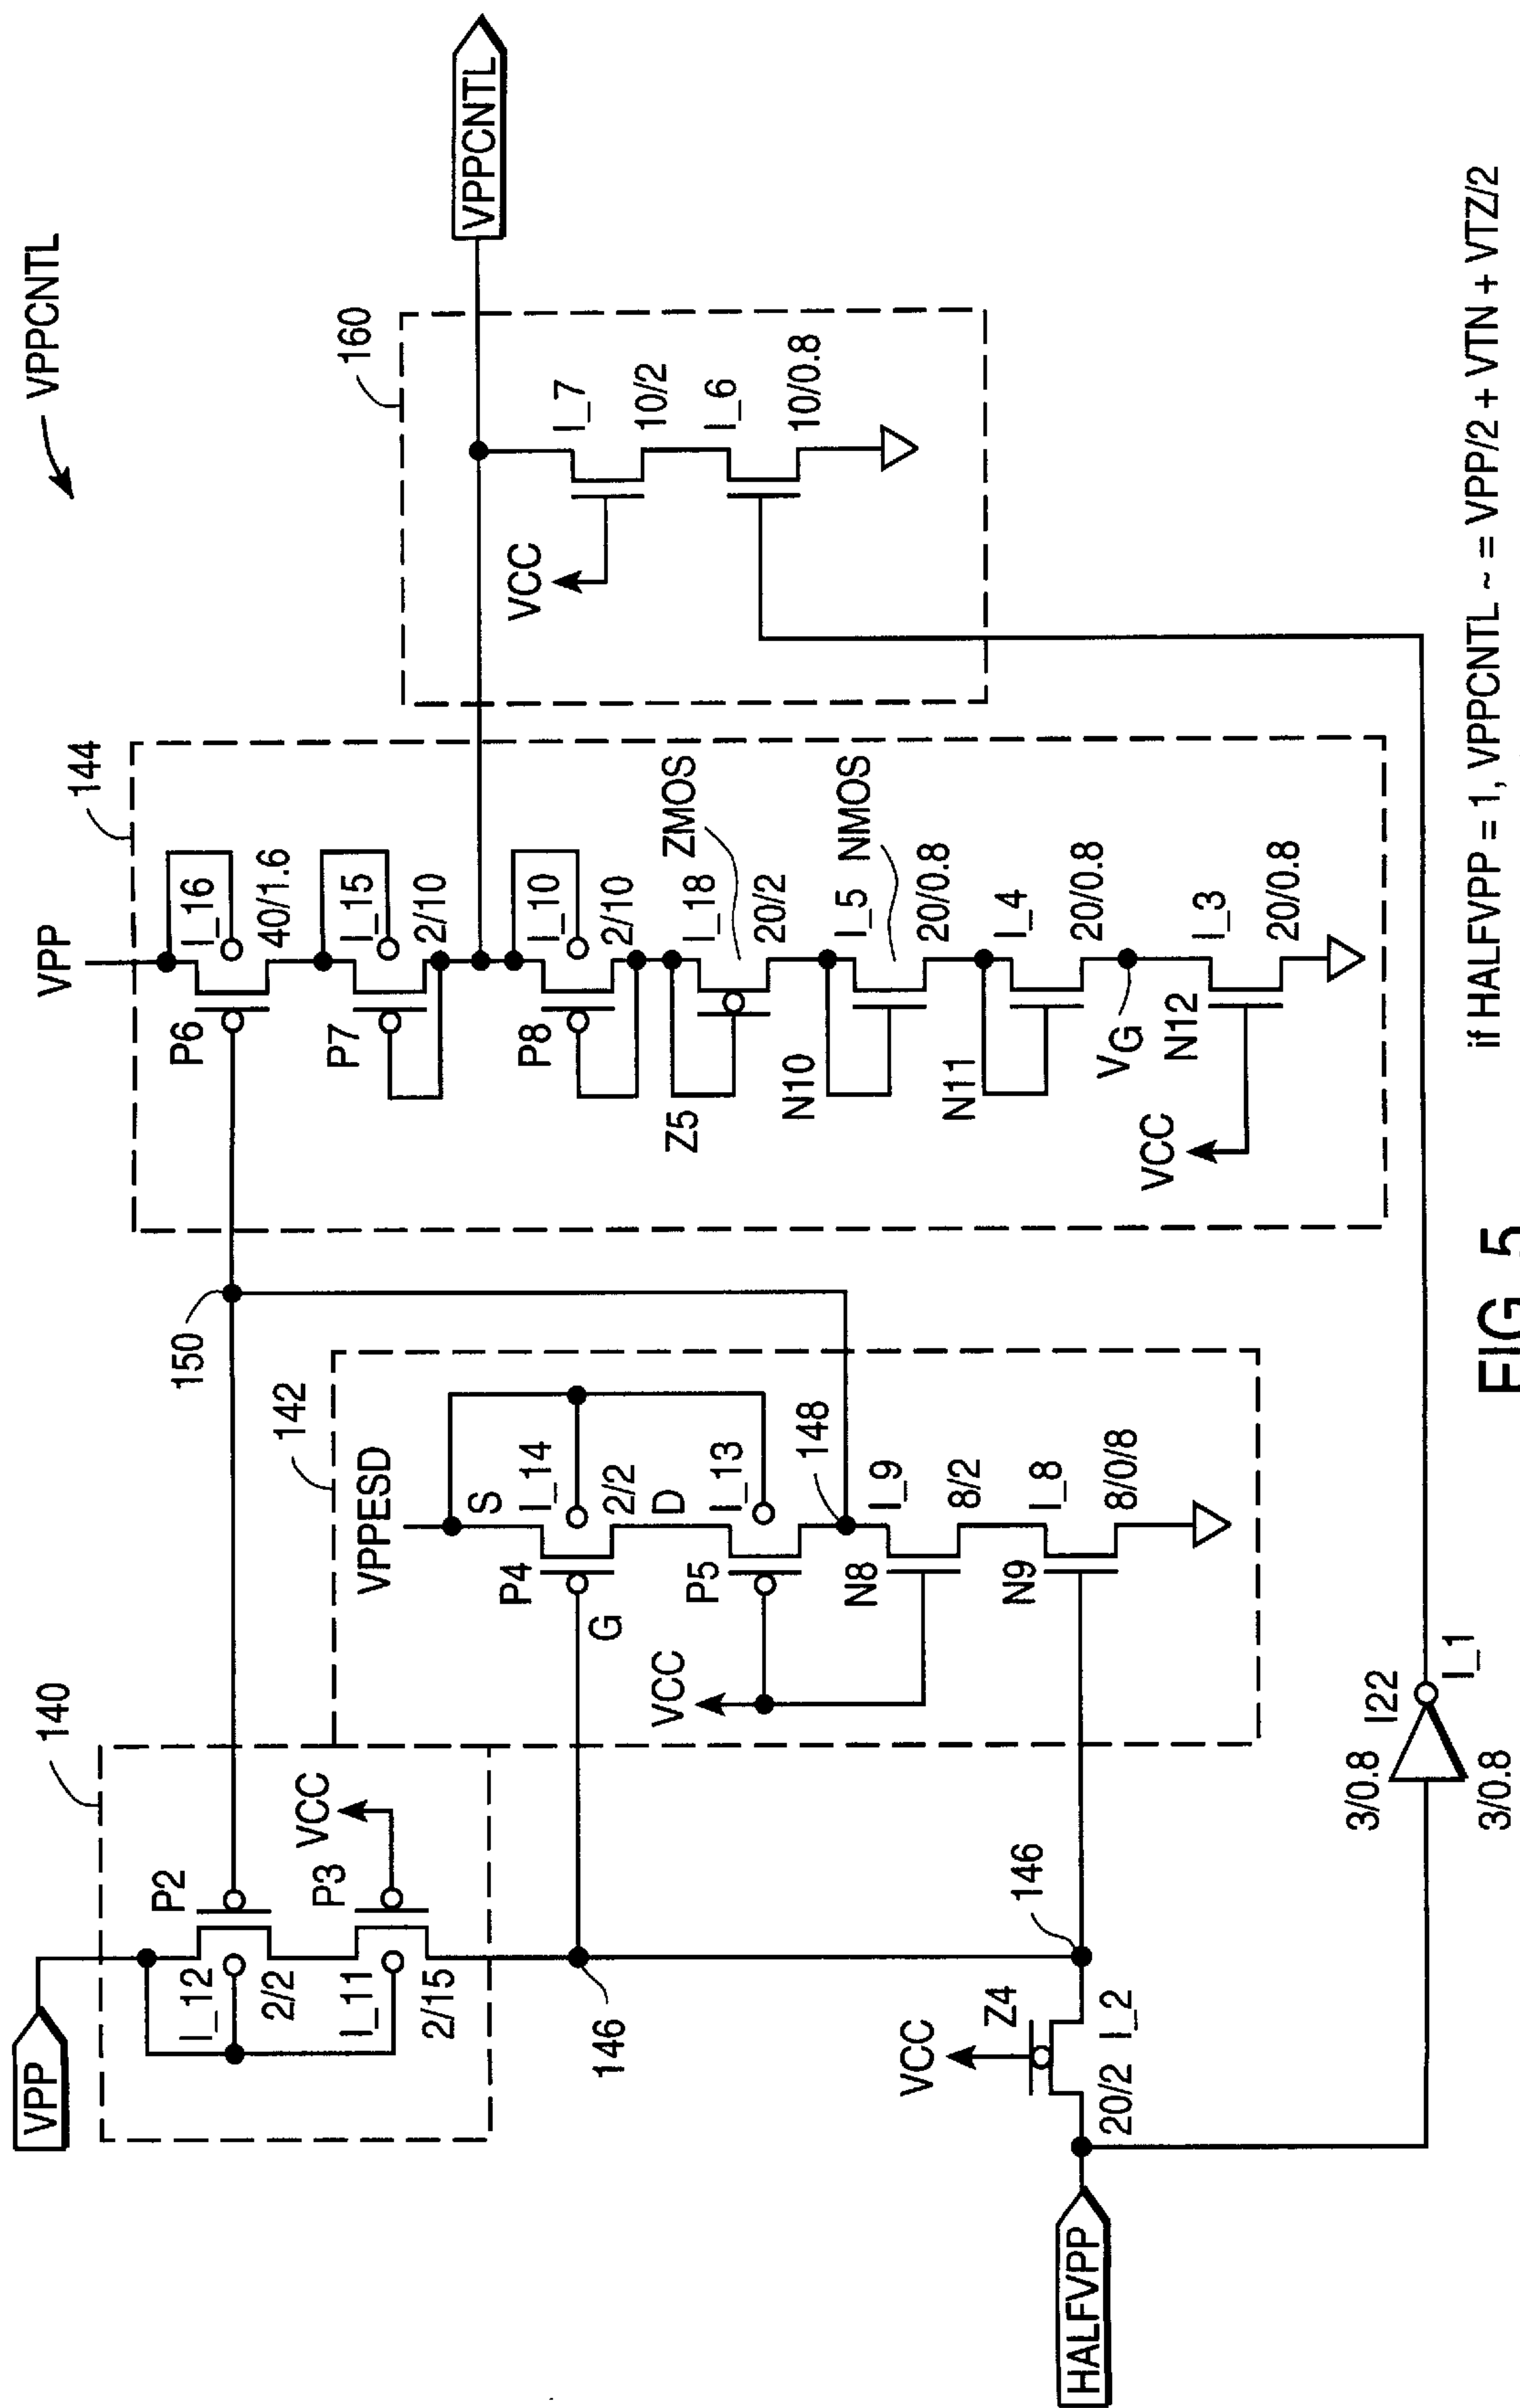 VPPCNTL
VPP
140
P2
I_12
2/2
P3
VCC
I_11
2/15
146
150
142
VPPESD
S
P4
I_14
G
2/2
D
VCC
P5
I_13
148
N8
I_9
8/2
N9
I_8
8/0/8
146
HALFVPP
VCC
Z4
20/2
I_2
3/0.8
I22
3/0.8
I_1
144
VPP
P6
I_16
40/1.6
P7
I_15
2/10
P8
I_10
2/10
Z5
I_18
ZMOS
20/2
N10
I_5
NMOS
20/0.8
N11
I_4
20/0.8
VG
VCC
N12
I_3
20/0.8
160
VCC
I_7
10/2
I_6
10/0.8
VPPCNTL
if HALFVPP = 1, VPPCNTL ~ = VPP/2 + VTN + VTZ/2
FIG. 5